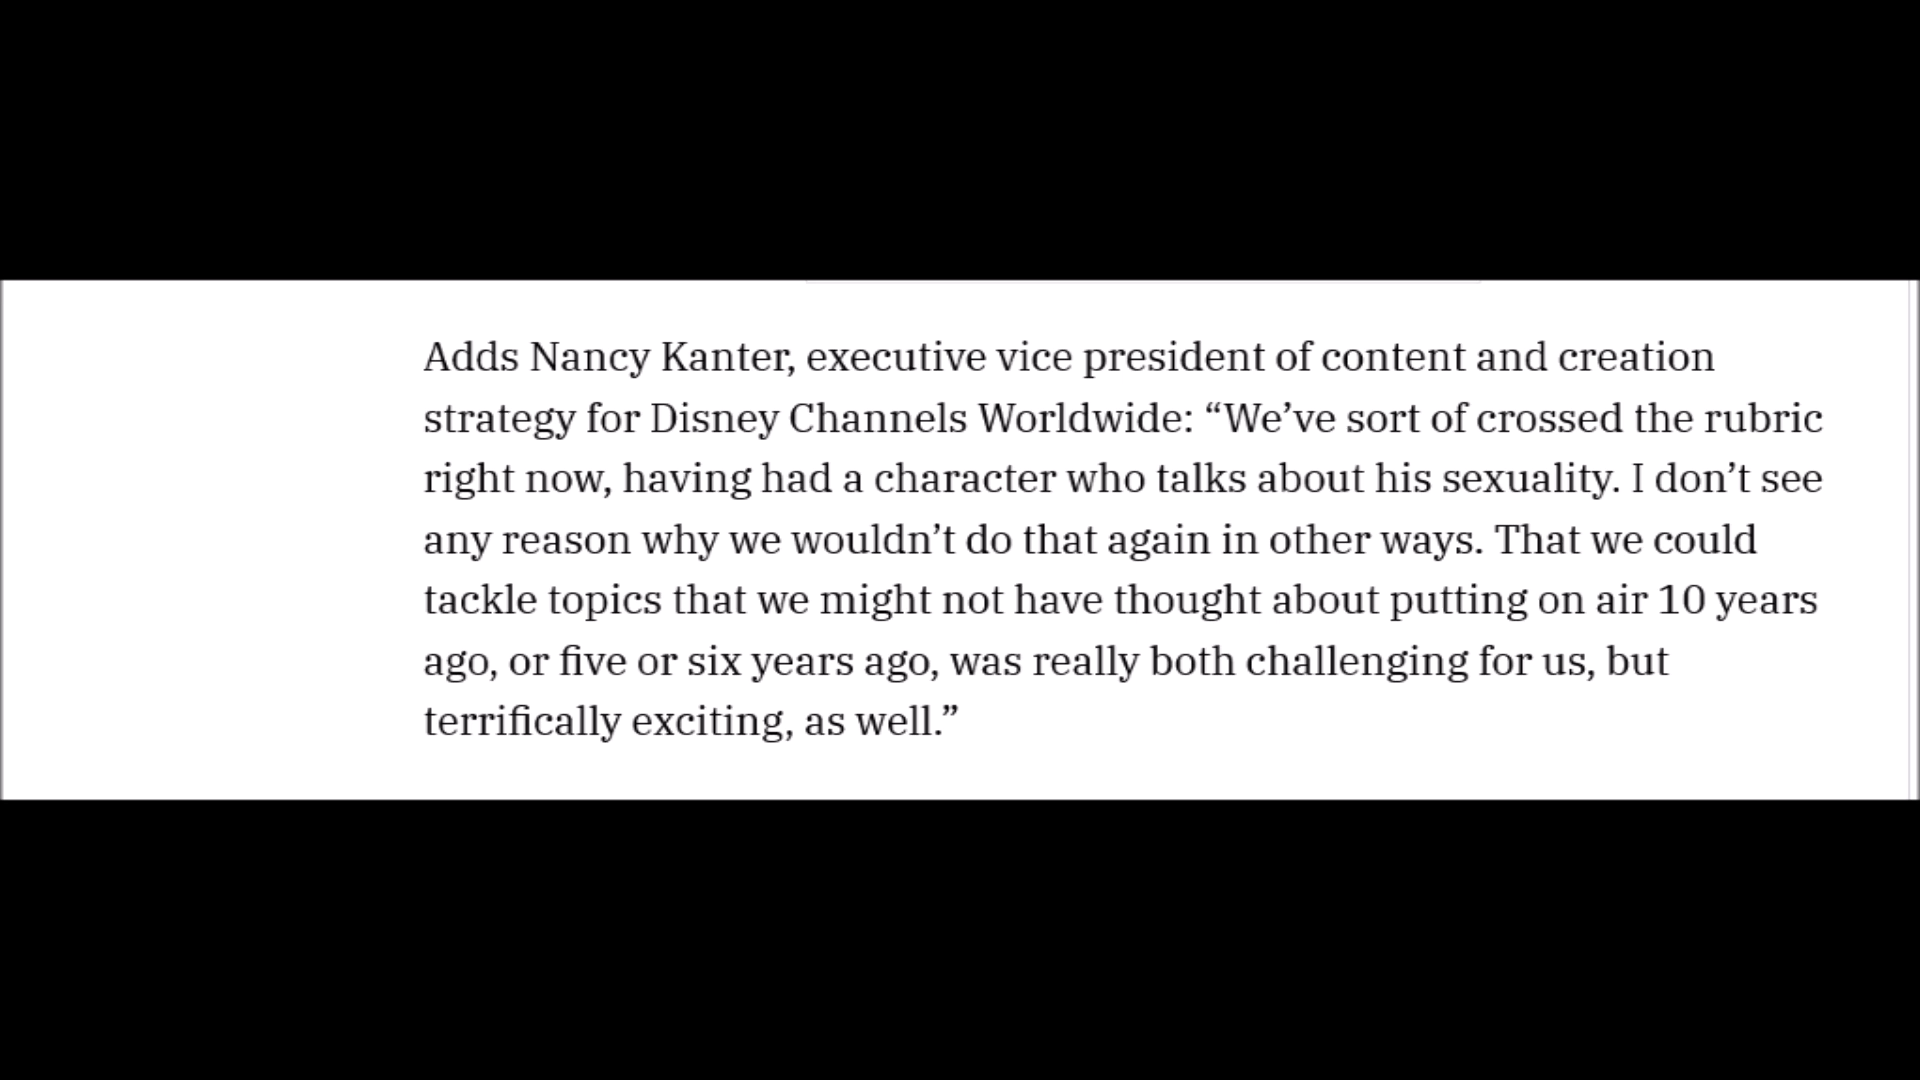 Adds Nancy Kanter, executive vice president of content and creation
strategy for Disney Channels Worldwide: “We’ve sort of crossed the rubric
right now, having had a character who talks about his sexuality. I don’t see
any reason why we wouldn’t do that again in other ways. That we could
tackle topics that we might not have thought about putting on air 10 years
ago, or five or six years ago, was really both challenging for us, but
terrifically exciting, as well.”